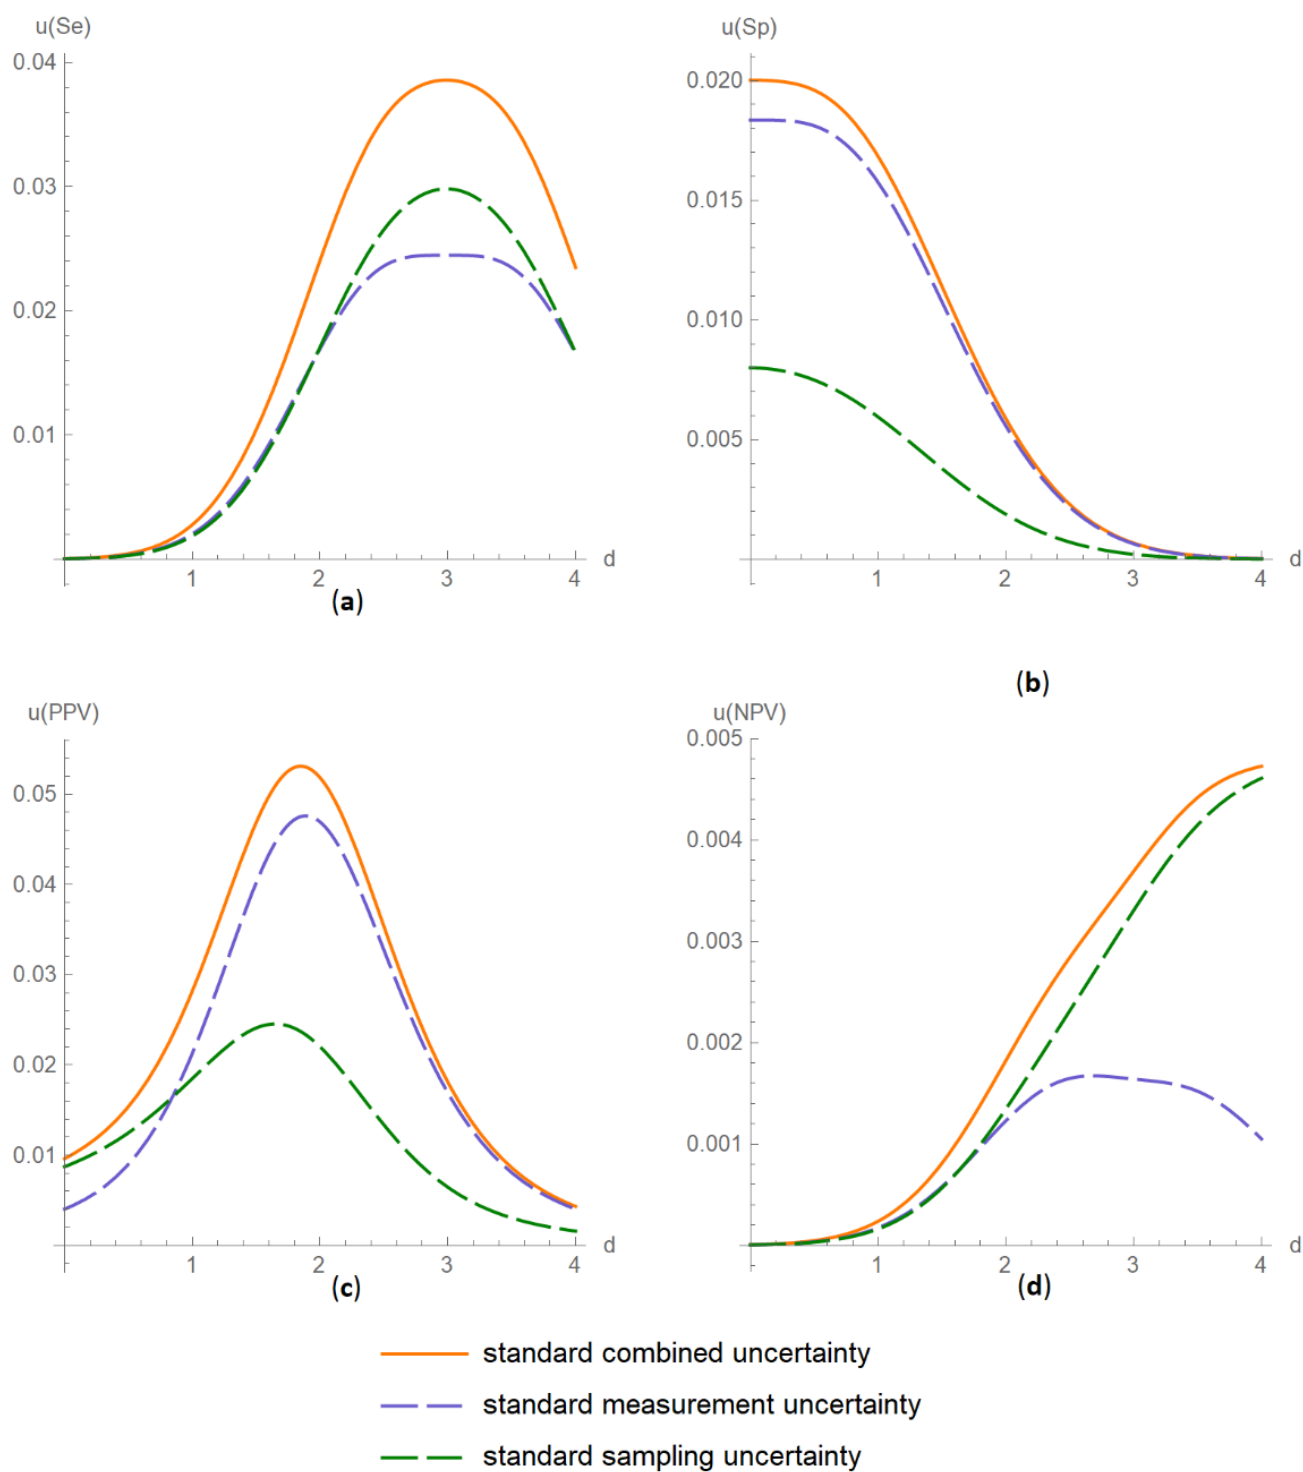 u(Se)
0.04
0.03
0.02
0.01
1 2 3 4 d
(a)
u(Sp)
0.020
0.015
0.010
0.005
1 2 3 4 d
(b)
u(PPV)
0.05
0.04
0.03
0.02
0.01
1 2 3 4 d
(c)
u(NPV)
0.005
0.004
0.003
0.002
0.001
1 2 3 4 d
(d)
standard combined uncertainty
standard measurement uncertainty
standard sampling uncertainty